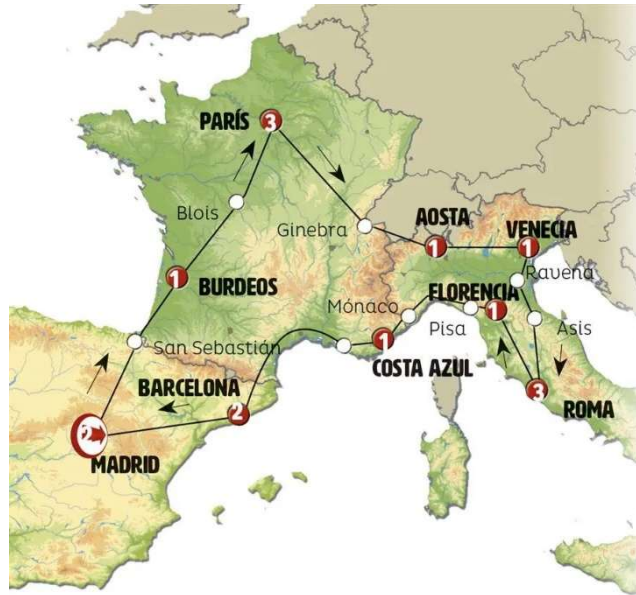 PARÍS
3
Blois
Ginebra
AOSTA
1
VENECIA
1
1
BURDEOS
Ravena
Mónaco
FLORENCIA
1
Pisa
Asis
San Sebastián
1
COSTA AZUL
BARCELONA
2
3
ROMA
2
MADRID